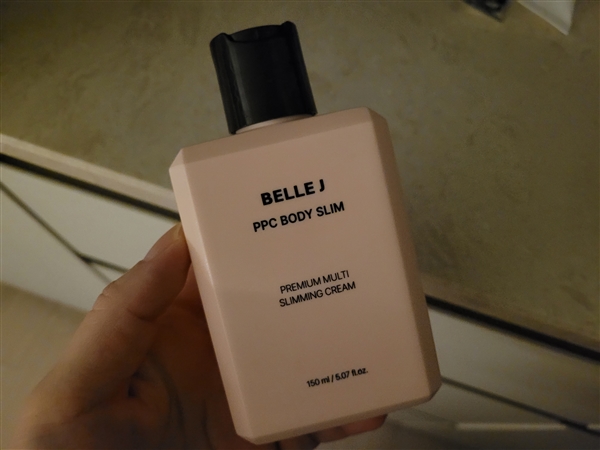 BELLE J
PPC BODY SLIM
PREMIUM MULTI
SLIMMING CREAM
150 ml / 5.07 fl.oz.